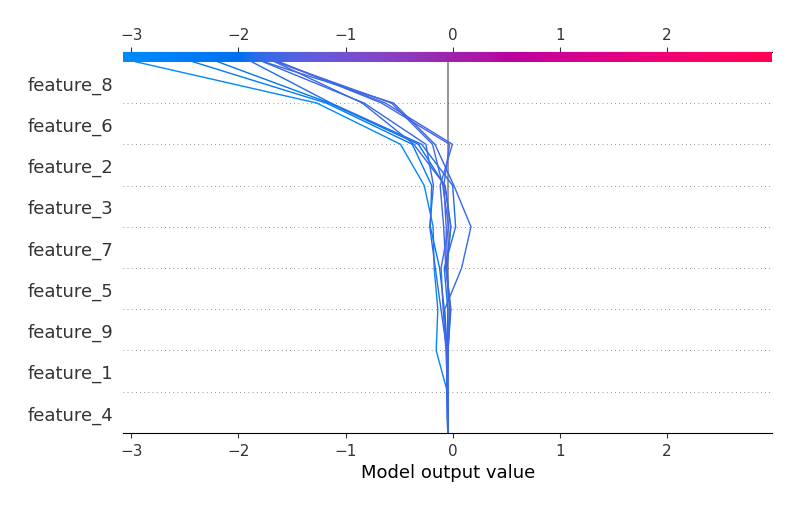 −3 −2 −1 0 1 2
feature_8
feature_6
feature_2
feature_3
feature_7
feature_5
feature_9
feature_1
feature_4
−3 −2 −1 0 1 2
Model output value